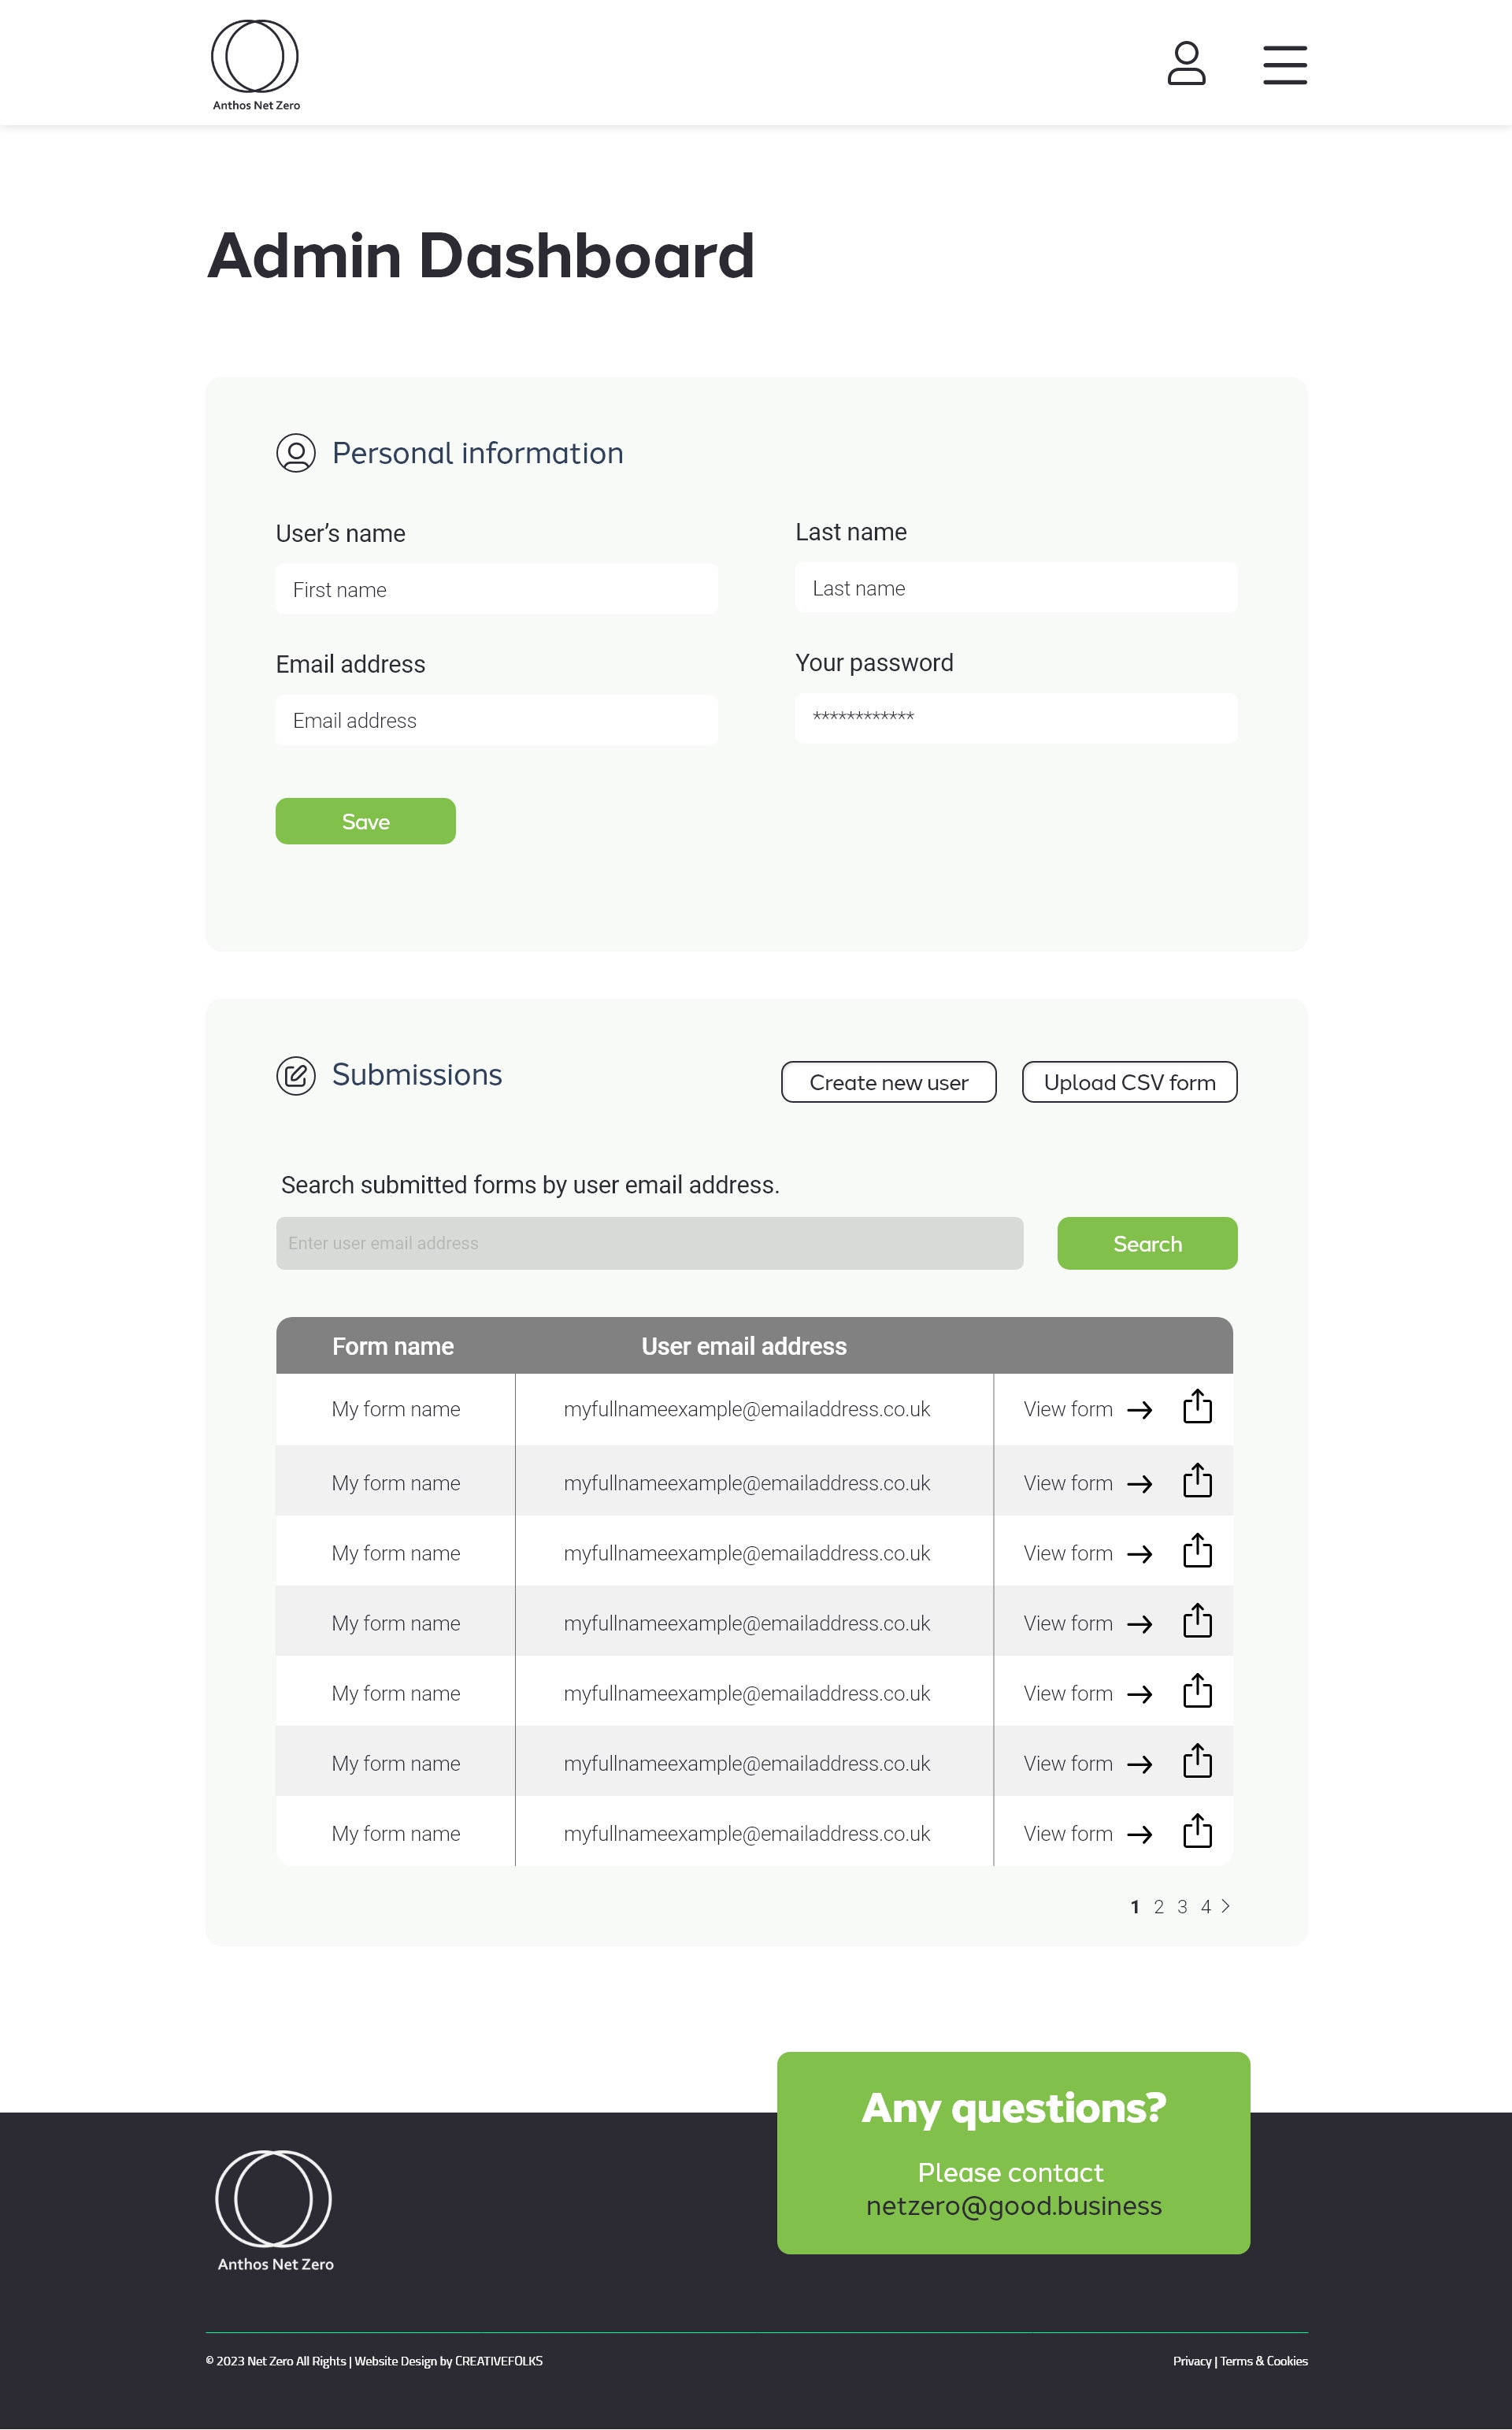 Anthos Net Zero
Admin Dashboard
Personal information
User’s name
Last name
First name
Last name
Email address
Your password
Email address
************
Save
Submissions
Create new user
Upload CSV form
Search submitted forms by user email address.
Enter user email address
Search
Form name User email address
My form name myfullnameexample@emailaddress.co.uk View form
My form name myfullnameexample@emailaddress.co.uk View form
My form name myfullnameexample@emailaddress.co.uk View form
My form name myfullnameexample@emailaddress.co.uk View form
My form name myfullnameexample@emailaddress.co.uk View form
My form name myfullnameexample@emailaddress.co.uk View form
My form name myfullnameexample@emailaddress.co.uk View form
1 2 3 4
Any questions?
Please contact
netzero@good.business
Anthos Net Zero
© 2023 Net Zero All Rights | Website Design by CREATIVEFOLKS
Privacy | Terms & Cookies